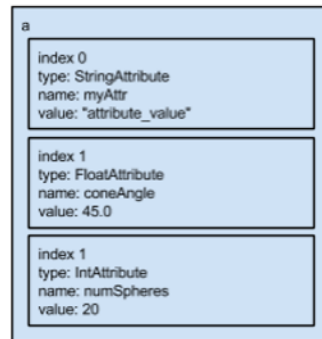 a
index 0
type: StringAttribute
name: myAttr
value: "attribute_value"
index 1
type: FloatAttribute
name: coneAngle
value: 45.0
index 1
type: IntAttribute
name: numSpheres
value: 20